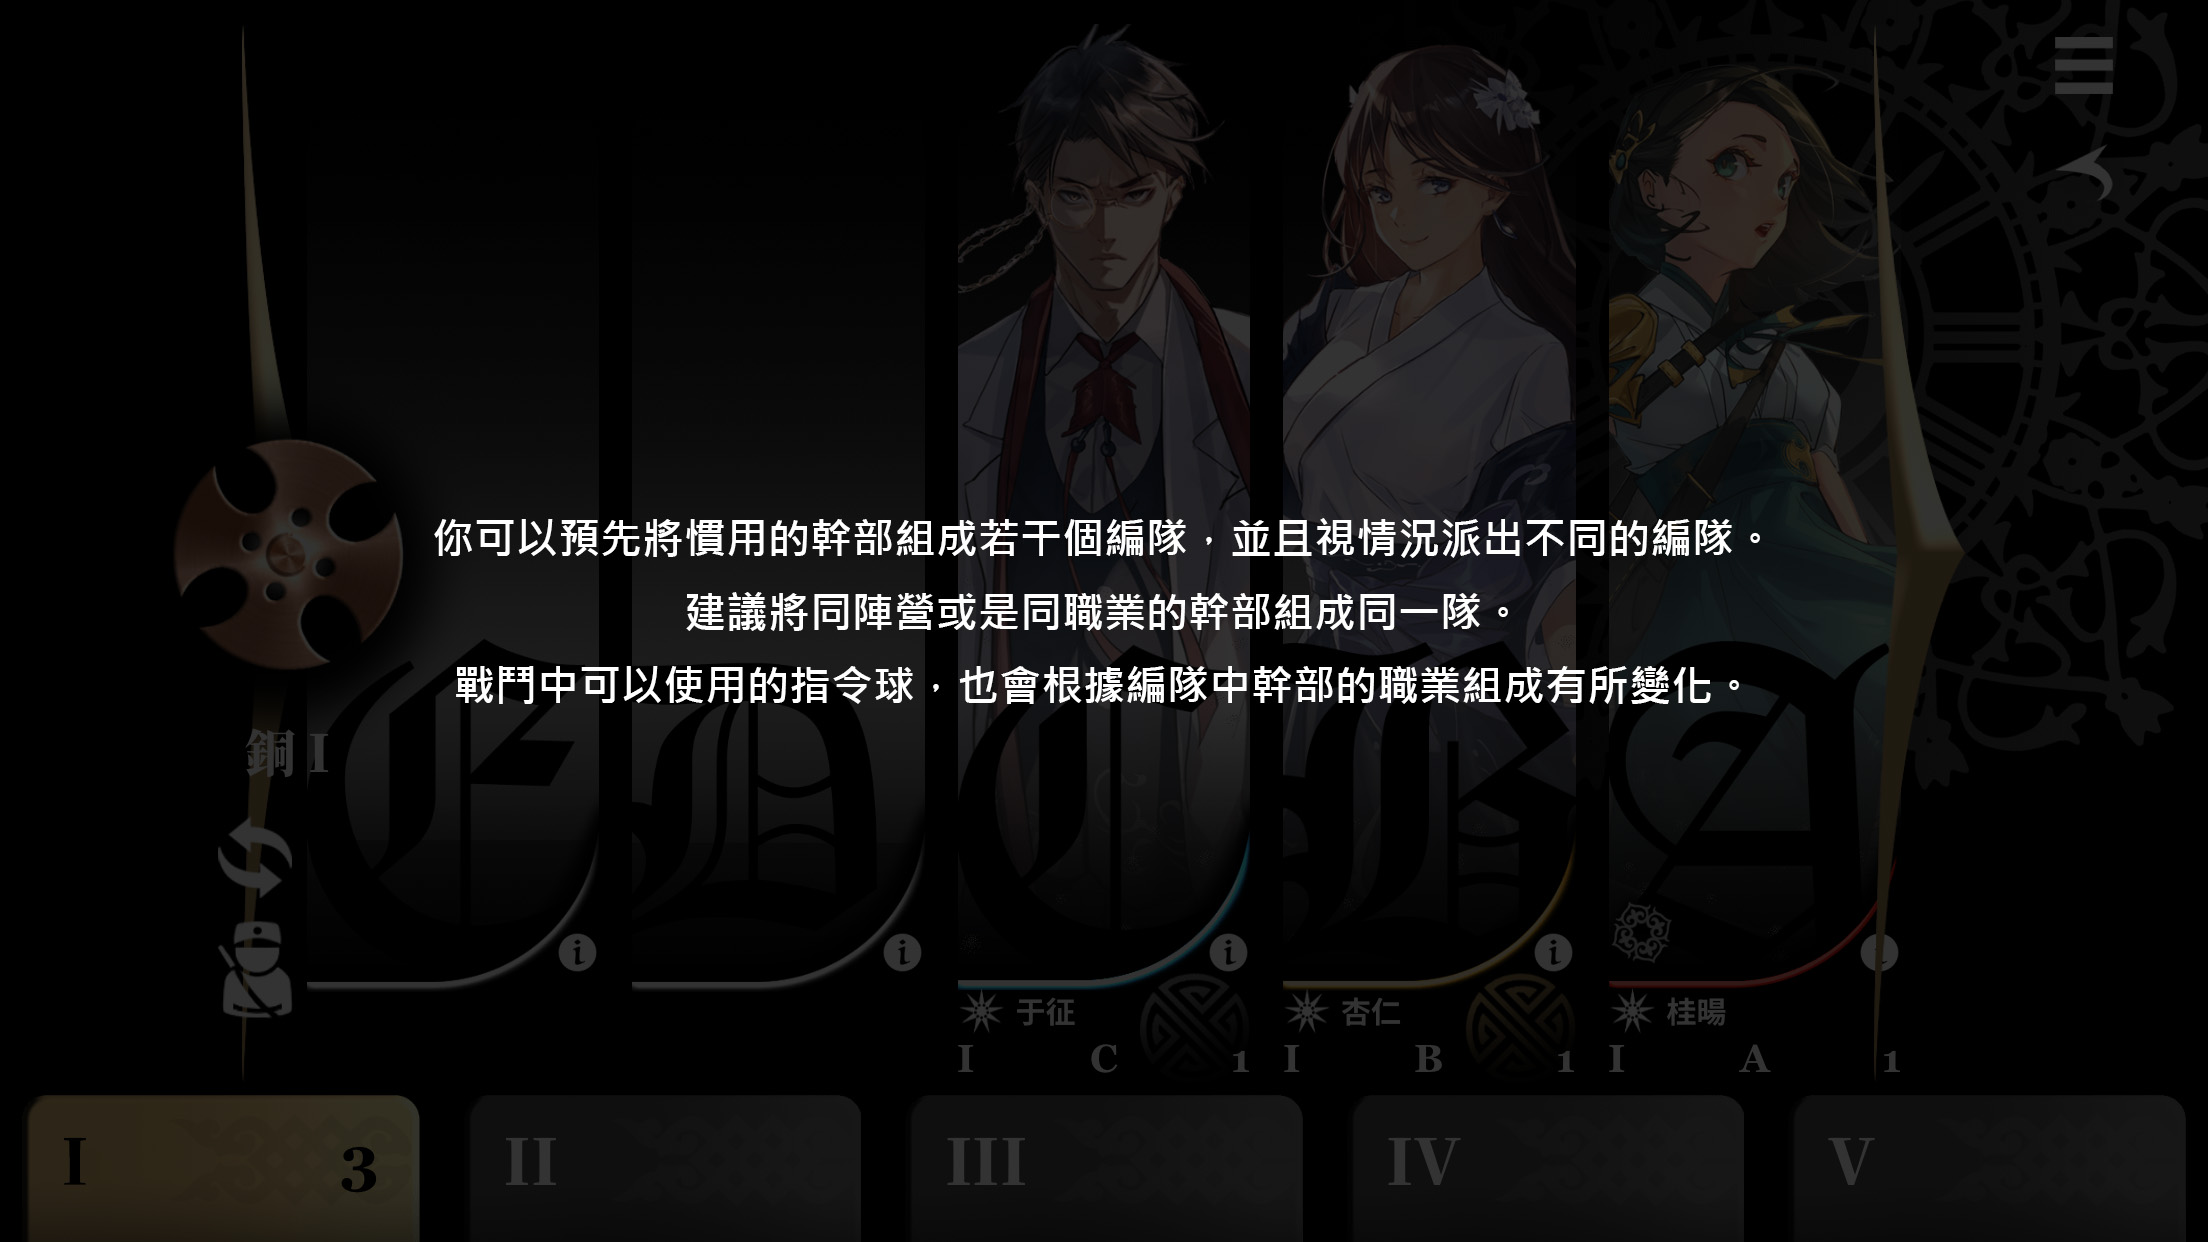 你可以預先將慣用的幹部組成若干個編隊，並且視情況派出不同的編隊。
建議將同陣營或是同職業的幹部組成同一隊。
戰鬥中可以使用的指令球，也會根據編隊中幹部的職業組成有所變化。
銅 I
E D C B A
i i i i i
于征 杏仁 桂暘
I C 1 I B 1 I A 1
I 3 II III IV V